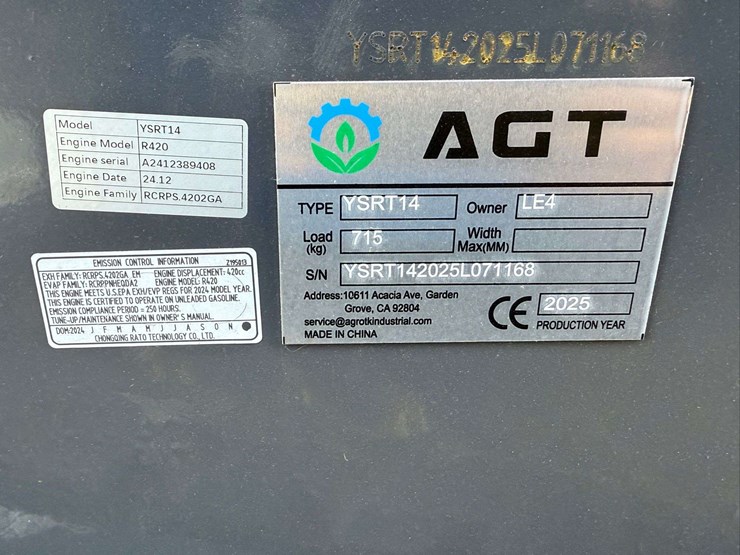 YSRT142025L071168
Model YSRT14
Engine Model R420
Engine serial A2412389408
Engine Date 24.12
Engine Family RCRPS.4202GA
AGT
TYPE YSRT14 Owner LE4
Load (kg) 715 Width Max(MM)
S/N YSRT142025L071168
Address:10611 Acacia Ave, Garden
Grove, CA 92804
service@agrotkindustrial.com
MADE IN CHINA
CE 2025
PRODUCTION YEAR
EMISSION CONTROL INFORMATION Z195013
EXH FAMILY: RCRPS.4202GA EM ENGINE DISPLACEMENT: 420cc
EVAP FAMILY: RCRPPNHEQDA2 ENGINE MODEL: R420
THIS ENGINE MEETS U.S.EPA EXH/EVP REGS FOR 2024 MODEL YEAR.
THIS ENGINE IS CERTIFIED TO OPERATE ON UNLEADED GASOLINE.
EMISSION COMPLIANCE PERIOD = 250 HOURS.
TUNE-UP/MAINTENANCE SHOWN IN OWNER'S MANUAL.
DOM:2024 J F M A M J J A S O N
CHONGQING RATO TECHNOLOGY CO., LTD.